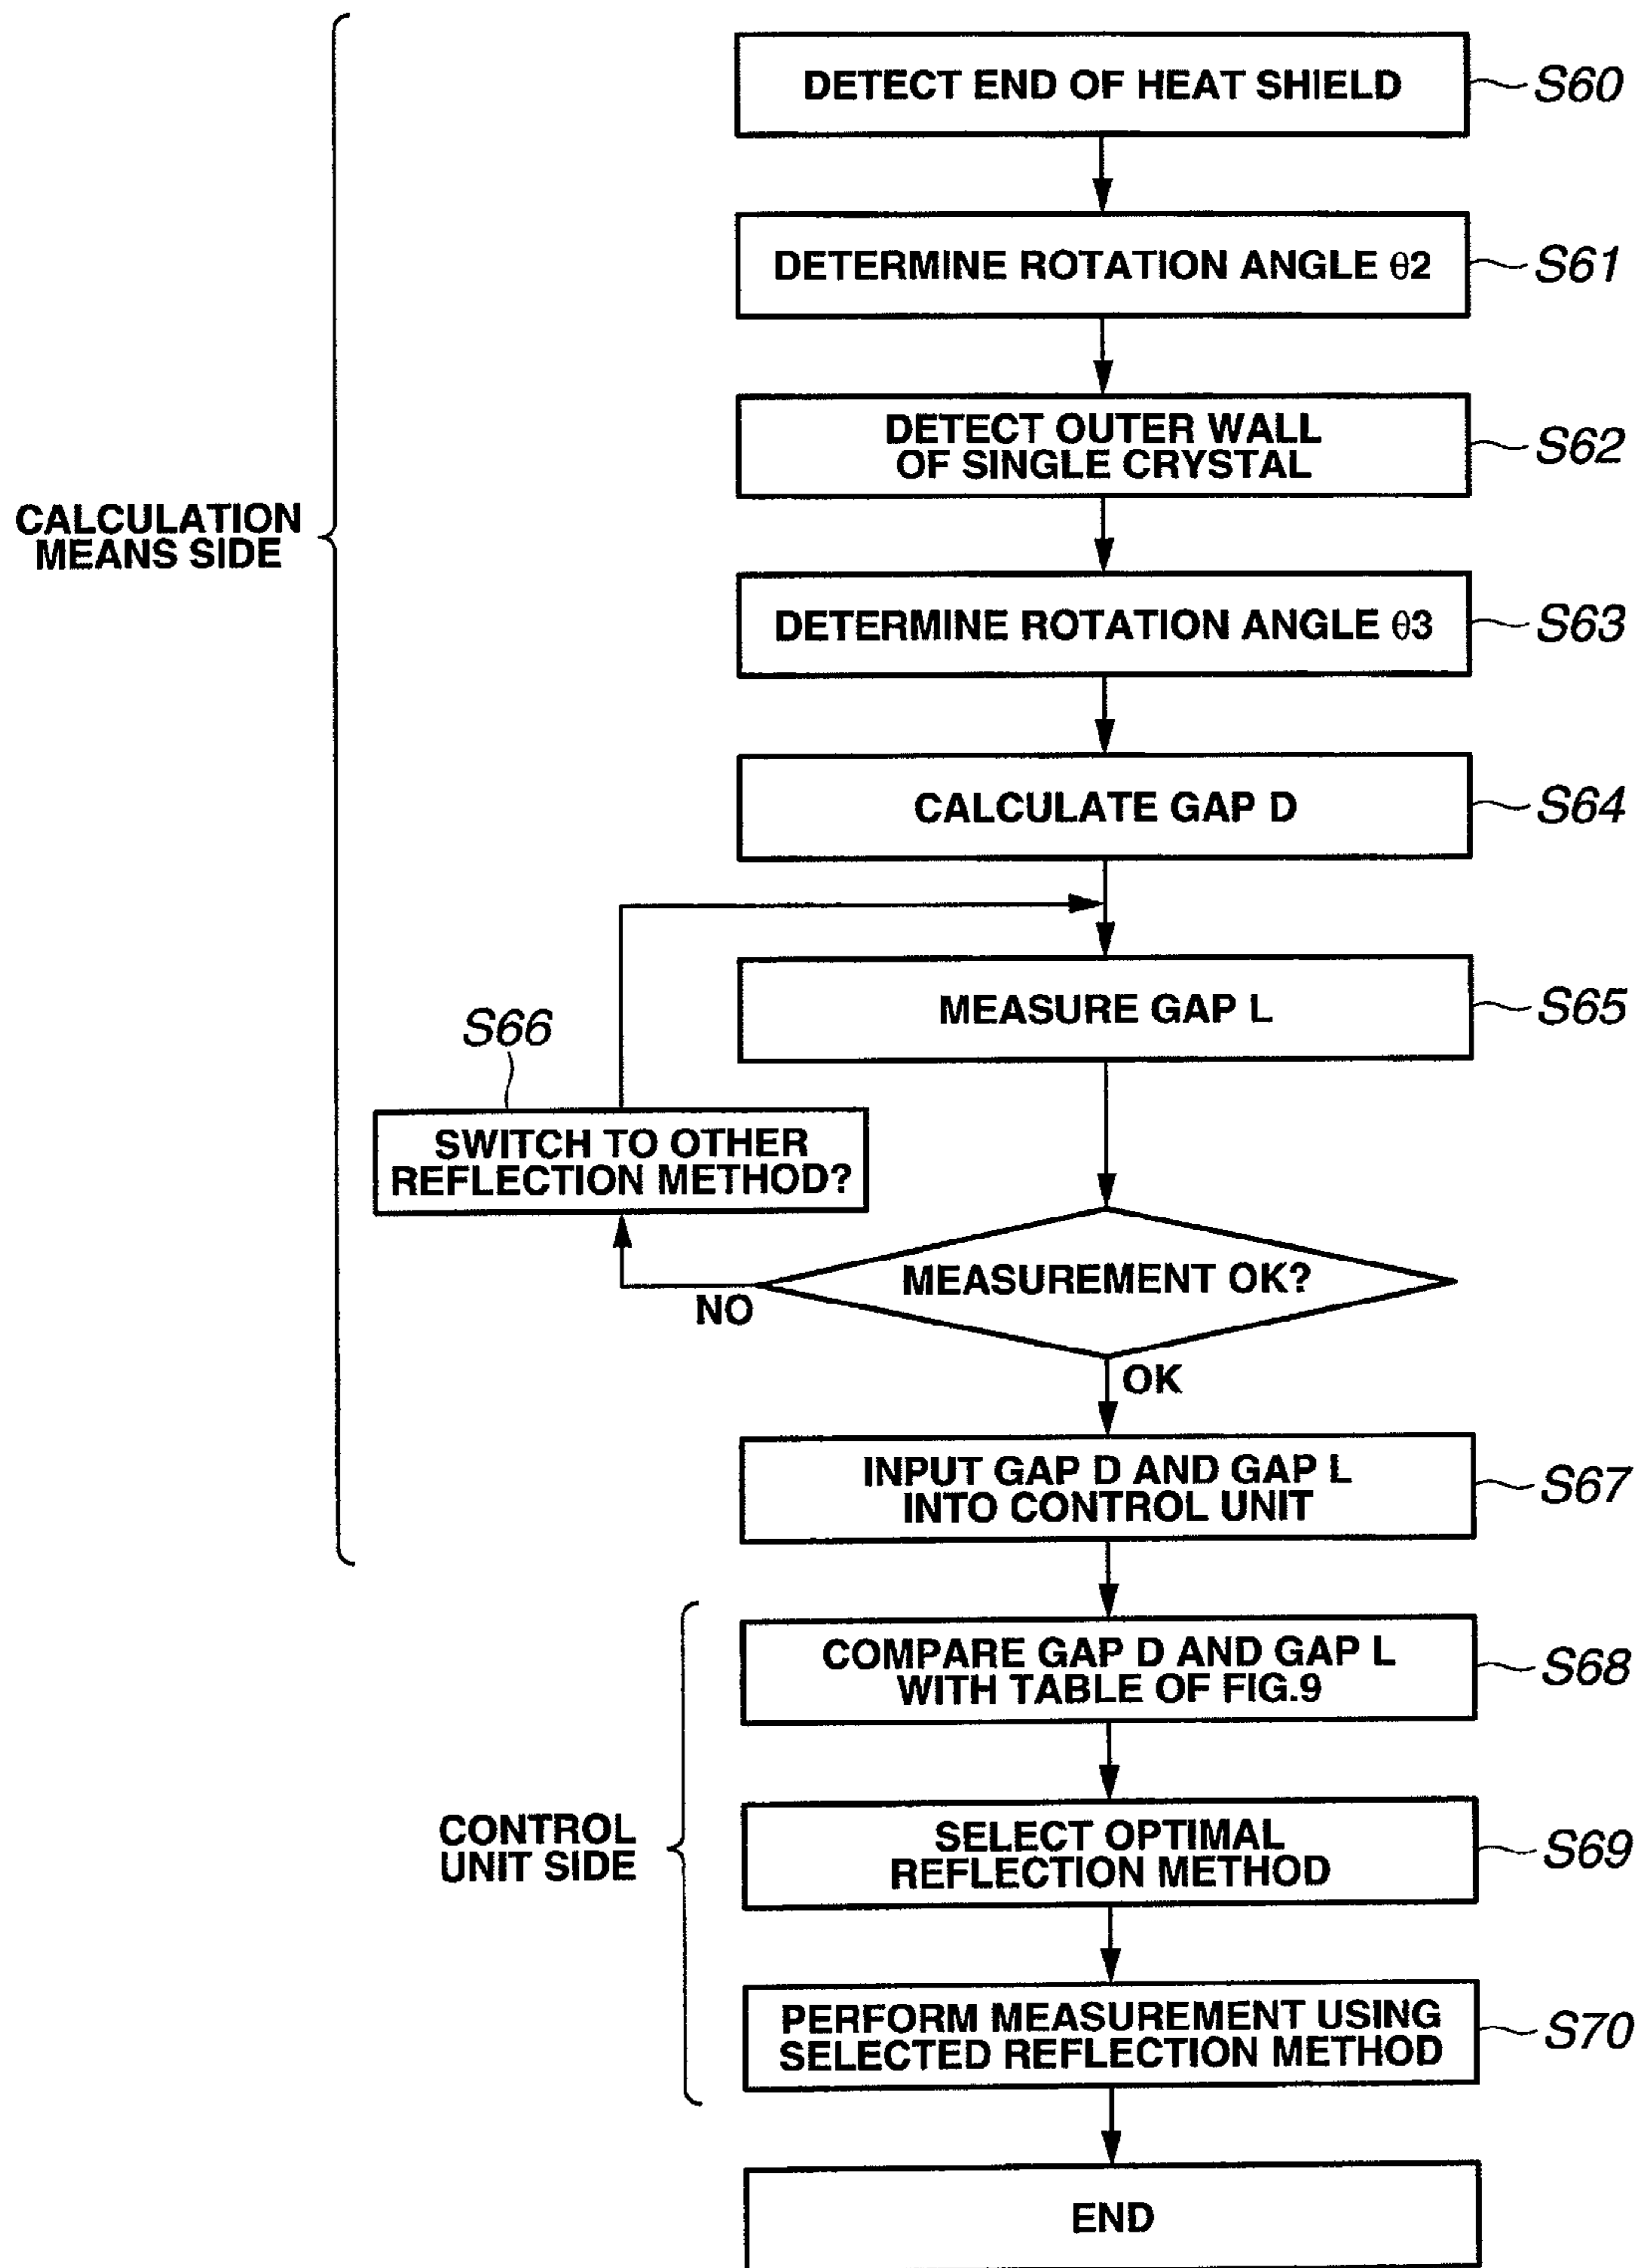 DETECT END OF HEAT SHIELD
S60
DETERMINE ROTATION ANGLE θ2
S61
DETECT OUTER WALL
OF SINGLE CRYSTAL
S62
CALCULATION
MEANS SIDE
DETERMINE ROTATION ANGLE θ3
S63
CALCULATE GAP D
S64
MEASURE GAP L
S65
S66
SWITCH TO OTHER
REFLECTION METHOD?
MEASUREMENT OK?
NO
OK
INPUT GAP D AND GAP L
INTO CONTROL UNIT
S67
COMPARE GAP D AND GAP L
WITH TABLE OF FIG.9
S68
CONTROL
UNIT SIDE
SELECT OPTIMAL
REFLECTION METHOD
S69
PERFORM MEASUREMENT USING
SELECTED REFLECTION METHOD
S70
END